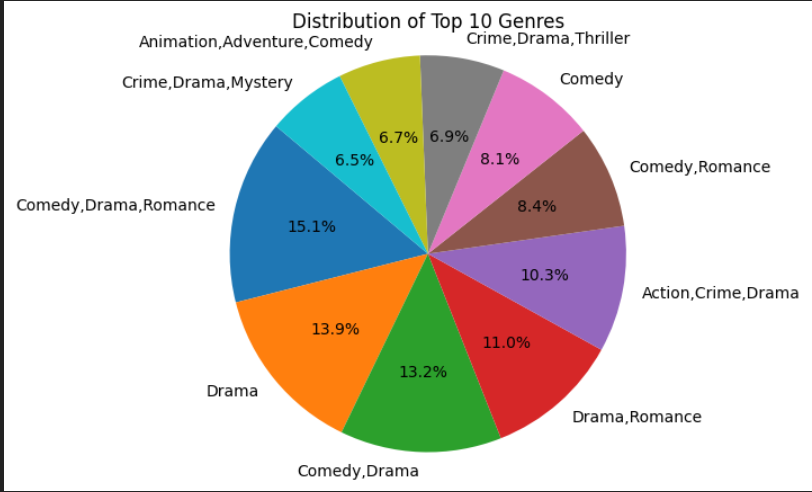 Distribution of Top 10 Genres
Animation,Adventure,Comedy
Crime,Drama,Thriller
Crime,Drama,Mystery
Comedy
6.7%
6.9%
6.5%
8.1%
Comedy,Romance
Comedy,Drama,Romance
8.4%
15.1%
10.3%
Action,Crime,Drama
13.9%
11.0%
13.2%
Drama
Drama,Romance
Comedy,Drama